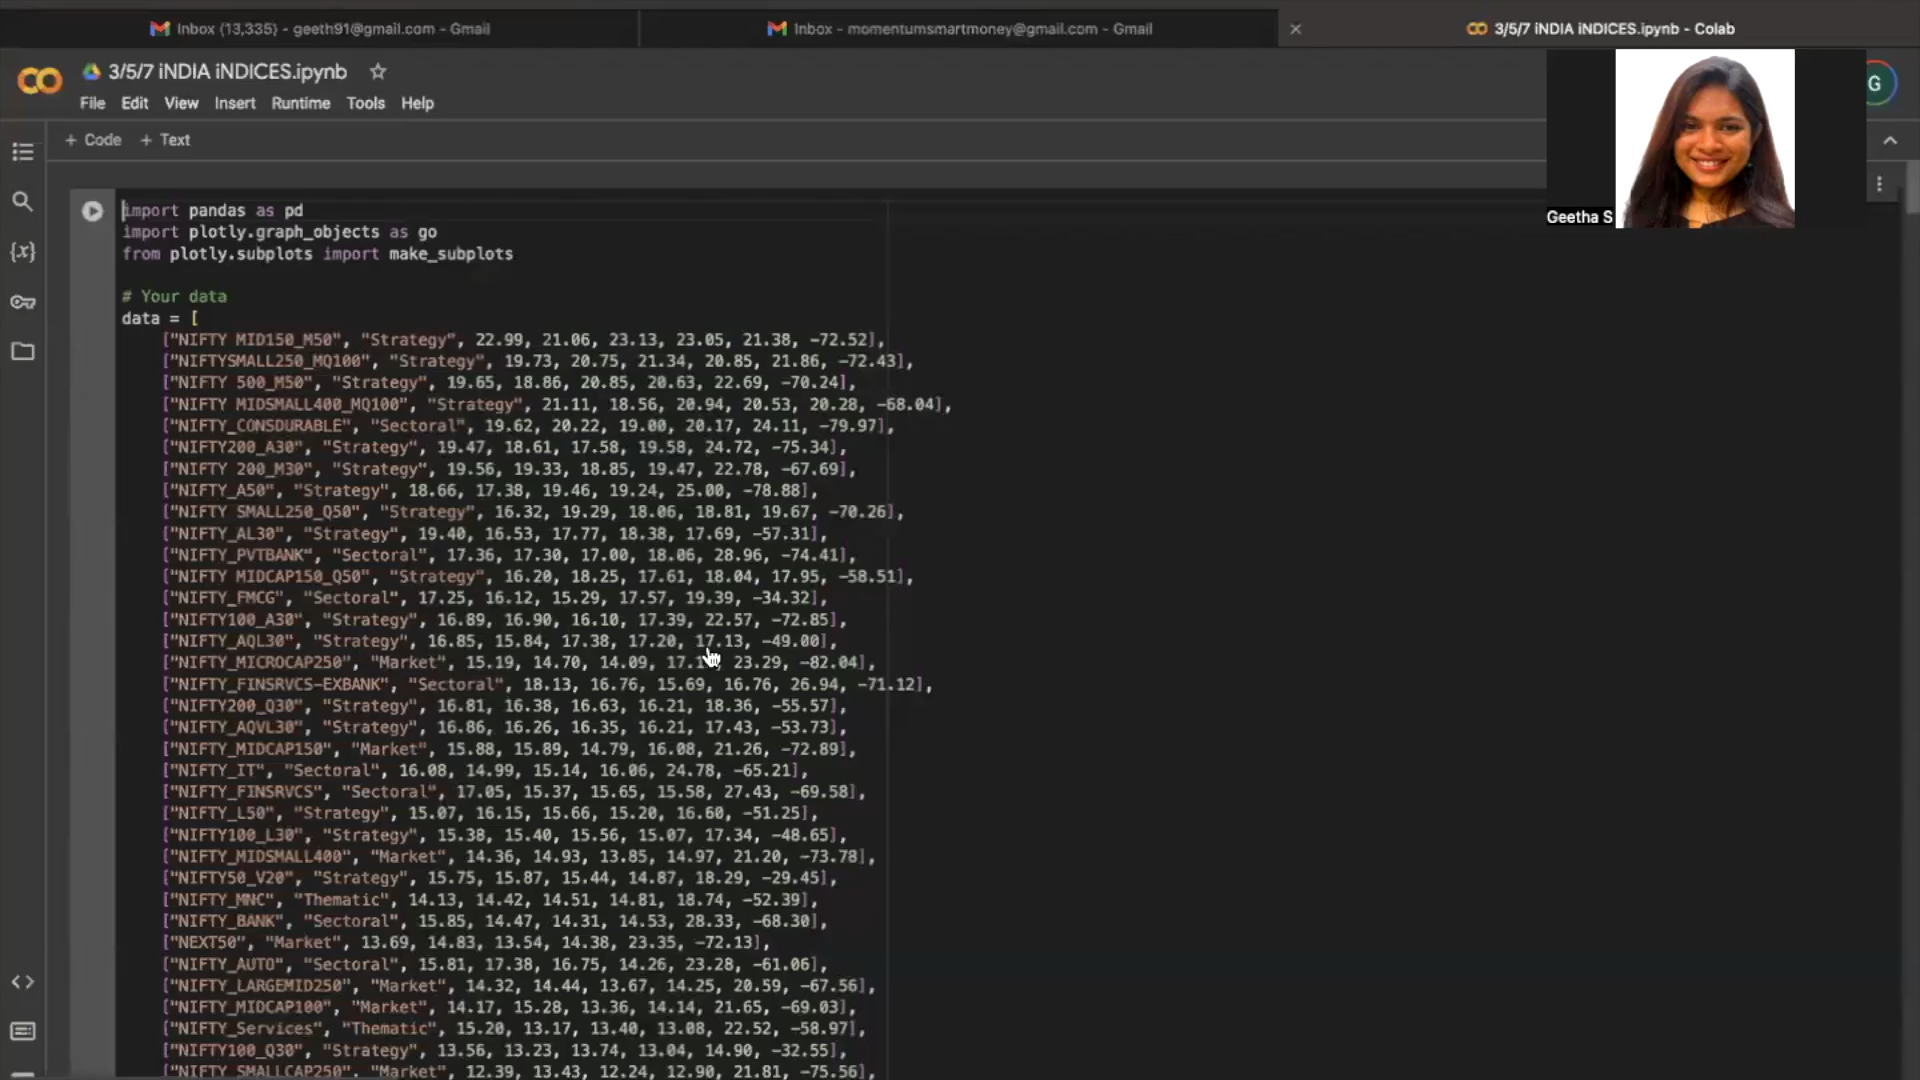 Inbox (13,335) - geeth91@gmail.com - Gmail
Inbox - momentumsmartmoney@gmail.com - Gmail
3/5/7 iNDIA iNDICES.ipynb - Colab
3/5/7 iNDIA iNDICES.ipynb
G
File Edit View Insert Runtime Tools Help
+ Code + Text
Geetha S
import pandas as pd
import plotly.graph_objects as go
from plotly.subplots import make_subplots
# Your data
data = [
["NIFTY MID150_M50", "Strategy", 22.99, 21.06, 23.13, 23.05, 21.38, -72.52],
["NIFTYSMALL250_MQ100", "Strategy", 19.73, 20.75, 21.34, 20.85, 21.86, -72.43],
["NIFTY 500_M50", "Strategy", 19.65, 18.86, 20.85, 20.63, 22.69, -70.24],
["NIFTY MIDSMALL400_MQ100", "Strategy", 21.11, 18.56, 20.94, 20.53, 20.28, -68.04],
["NIFTY_CONSDURABLE", "Sectoral", 19.62, 20.22, 19.00, 20.17, 24.11, -79.97],
["NIFTY200_A30", "Strategy", 19.47, 18.61, 17.58, 19.58, 24.72, -75.34],
["NIFTY 200_M30", "Strategy", 19.56, 19.33, 18.85, 19.47, 22.78, -67.69],
["NIFTY_A50", "Strategy", 18.66, 17.38, 19.46, 19.24, 25.00, -78.88],
["NIFTY SMALL250_Q50", "Strategy", 16.32, 19.29, 18.06, 18.81, 19.67, -70.26],
["NIFTY_AL30", "Strategy", 19.40, 16.53, 17.77, 18.38, 17.69, -57.31],
["NIFTY_PVTBANK", "Sectoral", 17.36, 17.30, 17.00, 18.06, 28.96, -74.41],
["NIFTY MIDCAP150_Q50", "Strategy", 16.20, 18.25, 17.61, 18.04, 17.95, -58.51],
["NIFTY_FMCG", "Sectoral", 17.25, 16.12, 15.29, 17.57, 19.39, -34.32],
["NIFTY100_A30", "Strategy", 16.89, 16.90, 16.10, 17.39, 22.57, -72.85],
["NIFTY_AQL30", "Strategy", 16.85, 15.84, 17.38, 17.20, 17.13, -49.00],
["NIFTY_MICROCAP250", "Market", 15.19, 14.70, 14.09, 23.29, -82.04],
["NIFTY_FINSRVCS-EXBANK", "Sectoral", 18.13, 16.76, 15.69, 16.76, 26.94, -71.12],
["NIFTY200_Q30", "Strategy", 16.81, 16.38, 16.63, 16.21, 18.36, -55.57],
["NIFTY_AQVL30", "Strategy", 16.86, 16.26, 16.35, 16.21, 17.43, -53.73],
["NIFTY_MIDCAP150", "Market", 15.88, 15.89, 14.79, 16.08, 21.26, -72.89],
["NIFTY_IT", "Sectoral", 16.08, 14.99, 15.14, 16.06, 24.78, -65.21],
["NIFTY_FINSRVCS", "Sectoral", 17.05, 15.37, 15.65, 15.58, 27.43, -69.58],
["NIFTY_L50", "Strategy", 15.07, 16.15, 15.66, 15.20, 16.60, -51.25],
["NIFTY100_L30", "Strategy", 15.38, 15.40, 15.56, 15.07, 17.34, -48.65],
["NIFTY_MIDSMALL400", "Market", 14.36, 14.93, 13.85, 14.97, 21.20, -73.78],
["NIFTY50_V20", "Strategy", 15.75, 15.87, 15.44, 14.87, 18.29, -29.45],
["NIFTY_MNC", "Thematic", 14.13, 14.42, 14.51, 14.81, 18.74, -52.39],
["NIFTY_BANK", "Sectoral", 15.85, 14.47, 14.31, 14.53, 28.33, -68.30],
["NEXT50", "Market", 13.69, 14.83, 13.54, 14.38, 23.35, -72.13],
["NIFTY_AUTO", "Sectoral", 15.81, 17.38, 16.75, 14.26, 23.28, -61.06],
["NIFTY_LARGEMID250", "Market", 14.32, 14.44, 13.67, 14.25, 20.59, -67.56],
["NIFTY_MIDCAP100", "Market", 14.17, 15.28, 13.36, 14.14, 21.65, -69.03],
["NIFTY_Services", "Thematic", 15.20, 13.17, 13.40, 13.08, 22.52, -58.97],
["NIFTY100_Q30", "Strategy", 13.56, 13.23, 13.74, 13.04, 14.90, -32.55],
["NIFTY_SMALLCAP250", "Market", 12.39, 13.43, 12.24, 12.90, 21.81, -75.56],